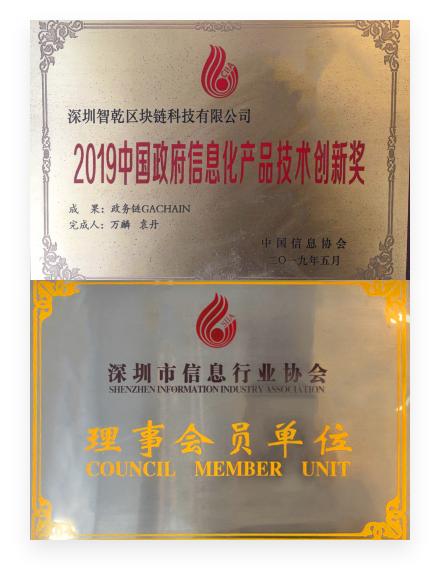 CIIA
深圳智乾区块链科技有限公司
2019中国政府信息化产品技术创新奖
成 果：政务链GACHAIN
完成人：万麟 袁丹
中国信息协会
二〇一九年五月
深圳市信息行业协会
SHENZHEN INFORMATION INDUSTRY ASSOCIATION
理事会员单位
COUNCIL MEMBER UNIT